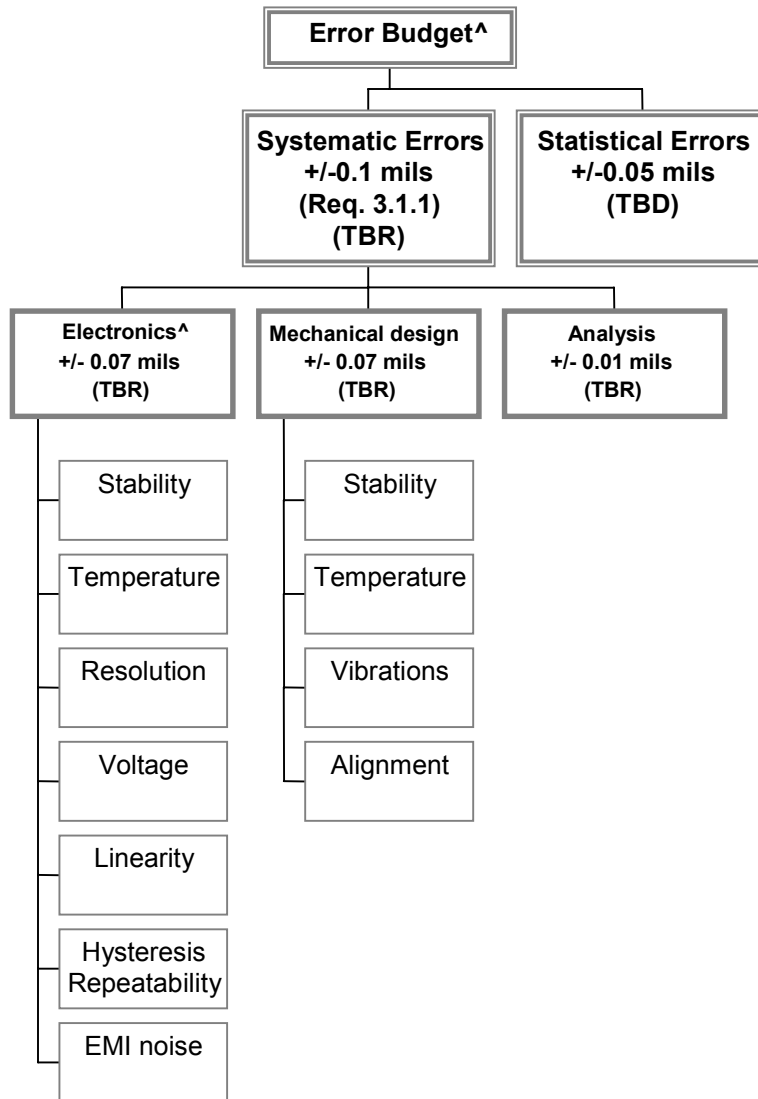 Error Budget^
Systematic Errors
+/-0.1 mils
(Req. 3.1.1)
(TBR)
Statistical Errors
+/-0.05 mils
(TBD)
Electronics^
+/- 0.07 mils
(TBR)
Mechanical design
+/- 0.07 mils
(TBR)
Analysis
+/- 0.01 mils
(TBR)
Stability
Temperature
Resolution
Voltage
Linearity
Hysteresis
Repeatability
EMI noise
Stability
Temperature
Vibrations
Alignment